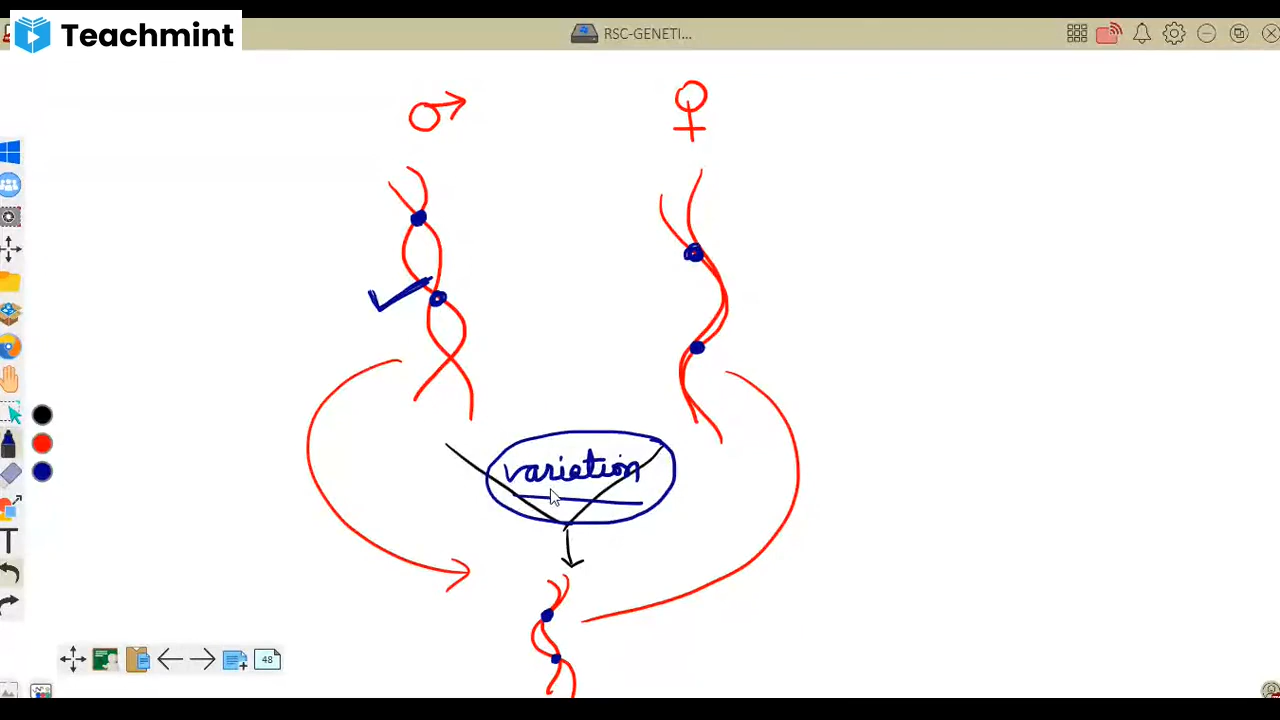 Teachmint
RSC-GENETI...
♂
♀
variation
T
48